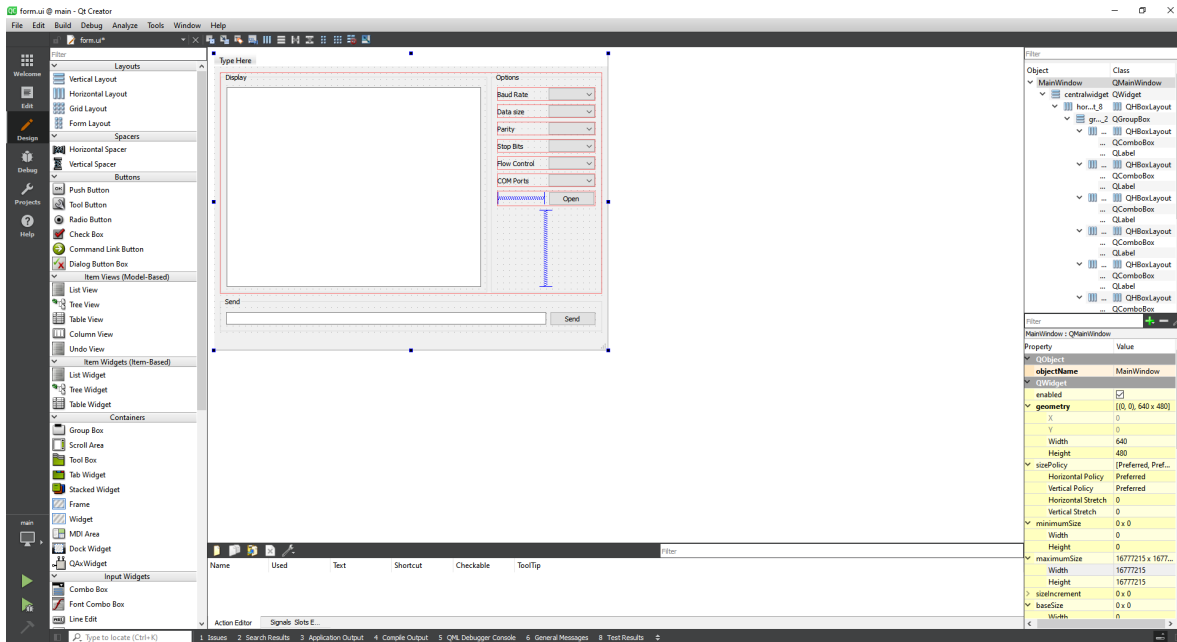 form.ui @ main - Qt Creator
File Edit Build Debug Analyze Tools Window Help
form.ui*
Welcome
Edit
Design
Debug
Projects
Help
main
Filter
Layouts
Vertical Layout
Horizontal Layout
Grid Layout
Form Layout
Spacers
Horizontal Spacer
Vertical Spacer
Buttons
Push Button
Tool Button
Radio Button
Check Box
Command Link Button
Dialog Button Box
Item Views (Model-Based)
List View
Tree View
Table View
Column View
Undo View
Item Widgets (Item-Based)
List Widget
Tree Widget
Table Widget
Containers
Group Box
Scroll Area
Tool Box
Tab Widget
Stacked Widget
Frame
Widget
MDI Area
Dock Widget
QAxWidget
Input Widgets
Combo Box
Font Combo Box
Line Edit
Type Here
Display
Options
Baud Rate
Data size
Parity
Stop Bits
Flow Control
COM Ports
Open
Send
Send
Filter
Name Used Text Shortcut Checkable ToolTip
Action Editor Signals Slots E...
Filter
Object Class
MainWindow QMainWindow
centralwidget QWidget
hor...t_8 QHBoxLayout
gr..._2 QGroupBox
... QHBoxLayout
... QComboBox
... QLabel
... QHBoxLayout
... QComboBox
... QLabel
... QHBoxLayout
... QComboBox
... QLabel
... QHBoxLayout
... QComboBox
... QLabel
... QHBoxLayout
... QComboBox
... QLabel
... QHBoxLayout
... QComboBox
Filter
MainWindow : QMainWindow
Property Value
QObject
objectName MainWindow
QWidget
enabled
geometry [(0, 0), 640 x 480]
X 0
Y 0
Width 640
Height 480
sizePolicy [Preferred, Pref...
Horizontal Policy Preferred
Vertical Policy Preferred
Horizontal Stretch 0
Vertical Stretch 0
minimumSize 0 x 0
Width 0
Height 0
maximumSize 16777215 x 1677...
Width 16777215
Height 16777215
sizeIncrement 0 x 0
baseSize 0 x 0
Width 0
Type to locate (Ctrl+K) 1 Issues 2 Search Results 3 Application Output 4 Compile Output 5 QML Debugger Console 6 General Messages 8 Test Results